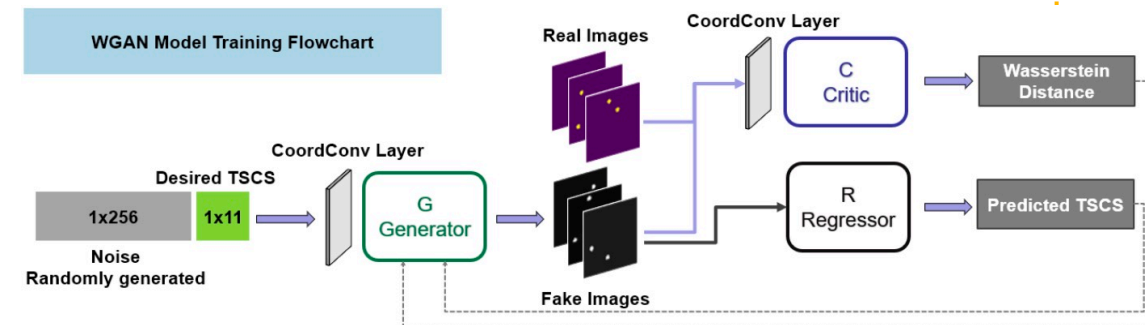 WGAN Model Training Flowchart
Real Images
CoordConv Layer
C
Critic
Wasserstein
Distance
CoordConv Layer
Desired TSCS
1x256
1x11
G
Generator
R
Regressor
Predicted TSCS
Noise
Randomly generated
Fake Images